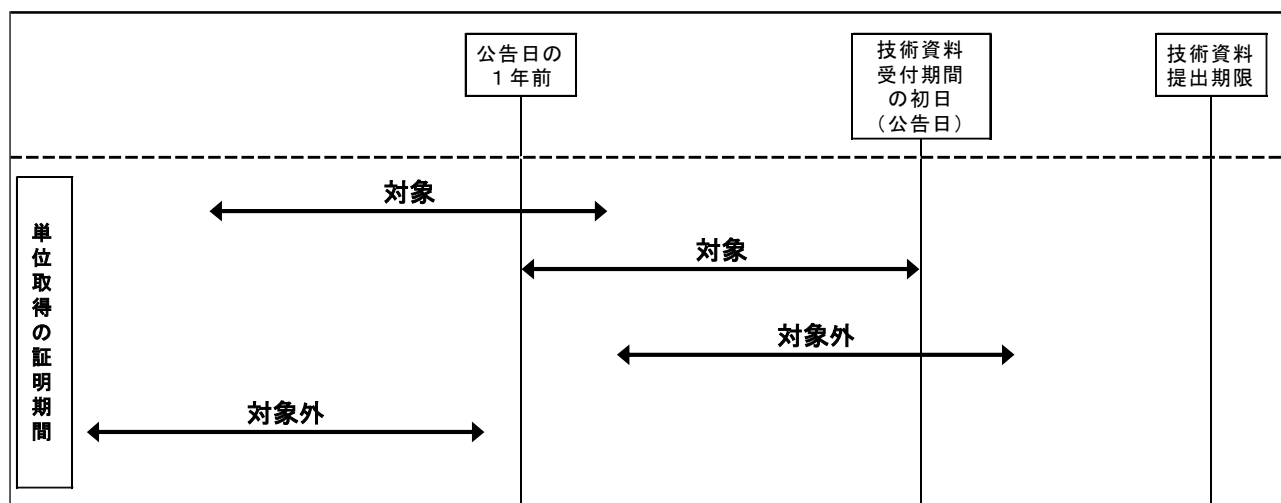 公告日の
１年前
技術資料
受付期間
の初日
（公告日）
技術資料
提出期限
単位取得の証明期間
対象
対象
対象外
対象外